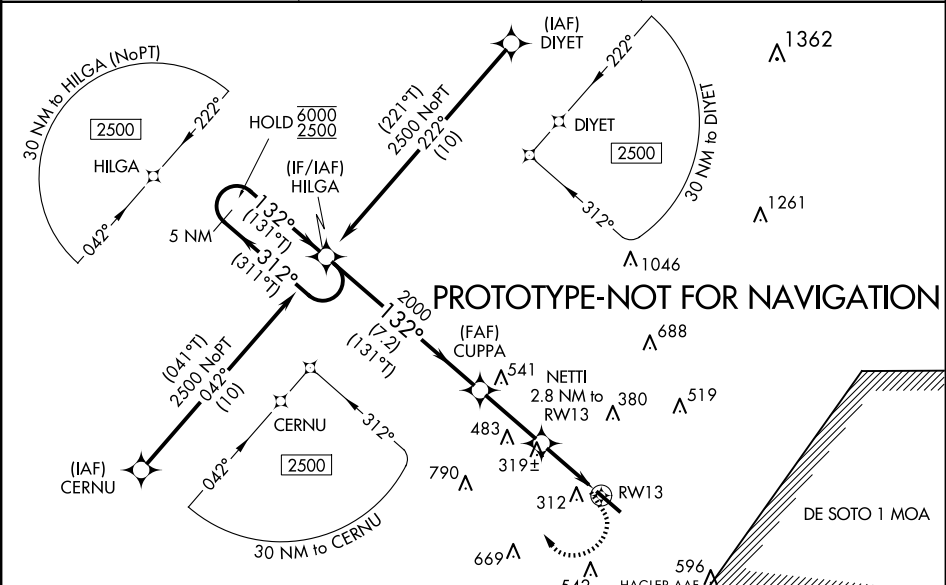 (IAF)
DIYET
1362
30 NM to HILGA (NoPT)
2500
222°
HILGA
042°
HOLD 6000
2500
(IF/IAF)
HILGA
(221°T)
2500 NoPT
222°
(10)
222°
DIYET
2500
312°
30 NM to DIYET
1261
1046
132°
(131°T)
5 NM
312°
(311°T)
PROTOTYPE-NOT FOR NAVIGATION
2000
132°
(7.2)
(131°T)
(FAF)
CUPPA
688
541
NETTI
2.8 NM to
RW13
380
519
(041°T)
2500 NoPT
042°
(10)
(IAF)
CERNU
CERNU
042°
312°
2500
30 NM to CERNU
483
319±
790
312
RW13
DE SOTO 1 MOA
669
543
HAGLER AAF
596